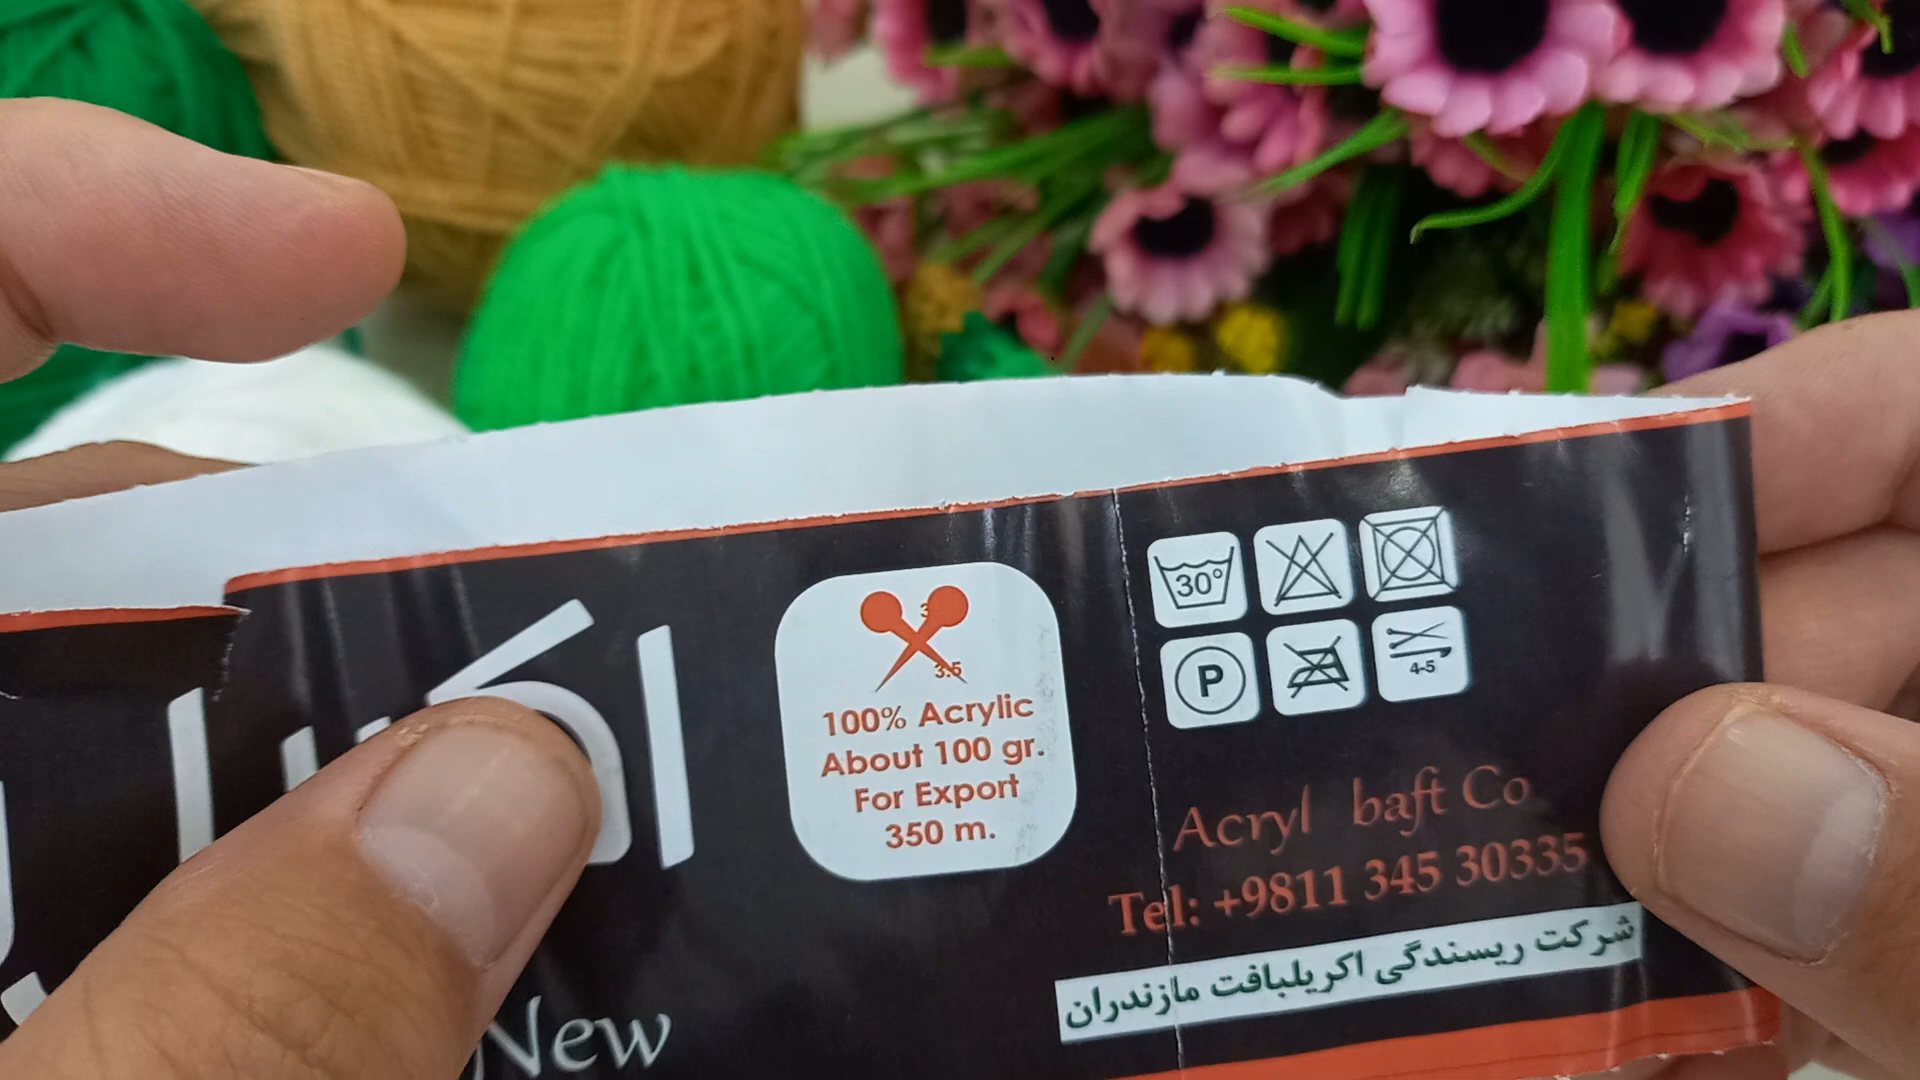 3
3.5
100% Acrylic
About 100 gr.
For Export
350 m.
New
30°
P
4-5
Acryl baft Co
Tel: +9811 345 30335
شرکت ریسندگی اکریلبافت مازندران